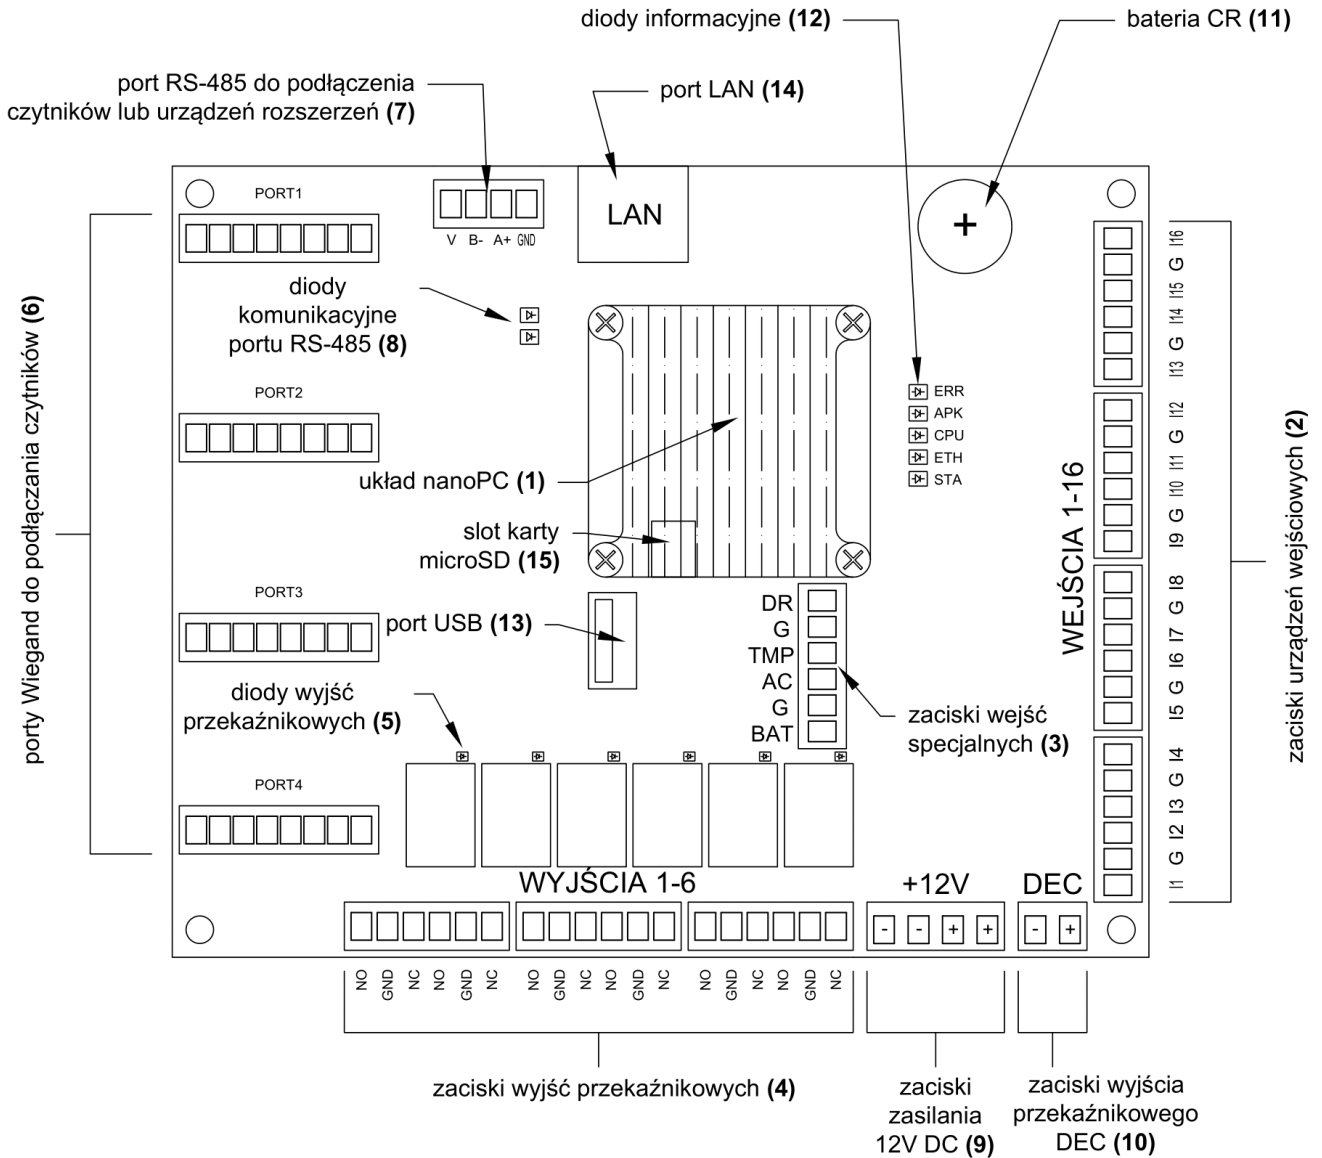 diody informacyjne (12)
bateria CR (11)
port RS-485 do podłączenia
czytników lub urządzeń rozszerzeń (7)
port LAN (14)
PORT1
LAN
+
V B- A+ GND
diody
komunikacyjne
portu RS-485 (8)
porty Wiegand do podłączania czytników (6)
PORT2
ERR
APK
CPU
ETH
STA
układ nanoPC (1)
slot karty
microSD (15)
PORT3
port USB (13)
DR
G
TMP
AC
G
BAT
diody wyjść
przekaźnikowych (5)
zaciski wejść
specjalnych (3)
PORT4
WEJŚCIA 1-16
I16
G
I15
I14
G
I13
I12
G
I11
I10
G
I9
I8
G
I7
I6
G
I5
I4
G
I3
I2
G
I1
zaciski urządzeń wejściowych (2)
WYJŚCIA 1-6
+12V
DEC
- - + +
- +
NO GND NC NO GND NC NO GND NC NO GND NC NO GND NC NO GND NC
zaciski wyjść przekaźnikowych (4)
zaciski
zasilania
12V DC (9)
zaciski wyjścia
przekaźnikowego
DEC (10)